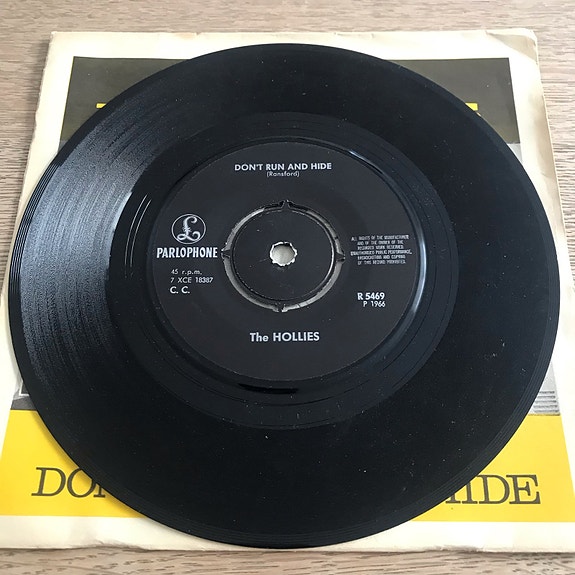 DON'T RUN AND HIDE
(Ransford)
£
PARLOPHONE
45 r.p.m.
7 XCE 18387
C. C.
ALL RIGHTS OF THE MANUFACTURER
AND OF THE OWNER OF THE
RECORDED WORK RESERVED.
UNAUTHORISED PUBLIC PERFORMANCE,
BROADCASTING AND COPYING
OF THIS RECORD PROHIBITED.
R 5469
P 1966
The HOLLIES
DON
HIDE